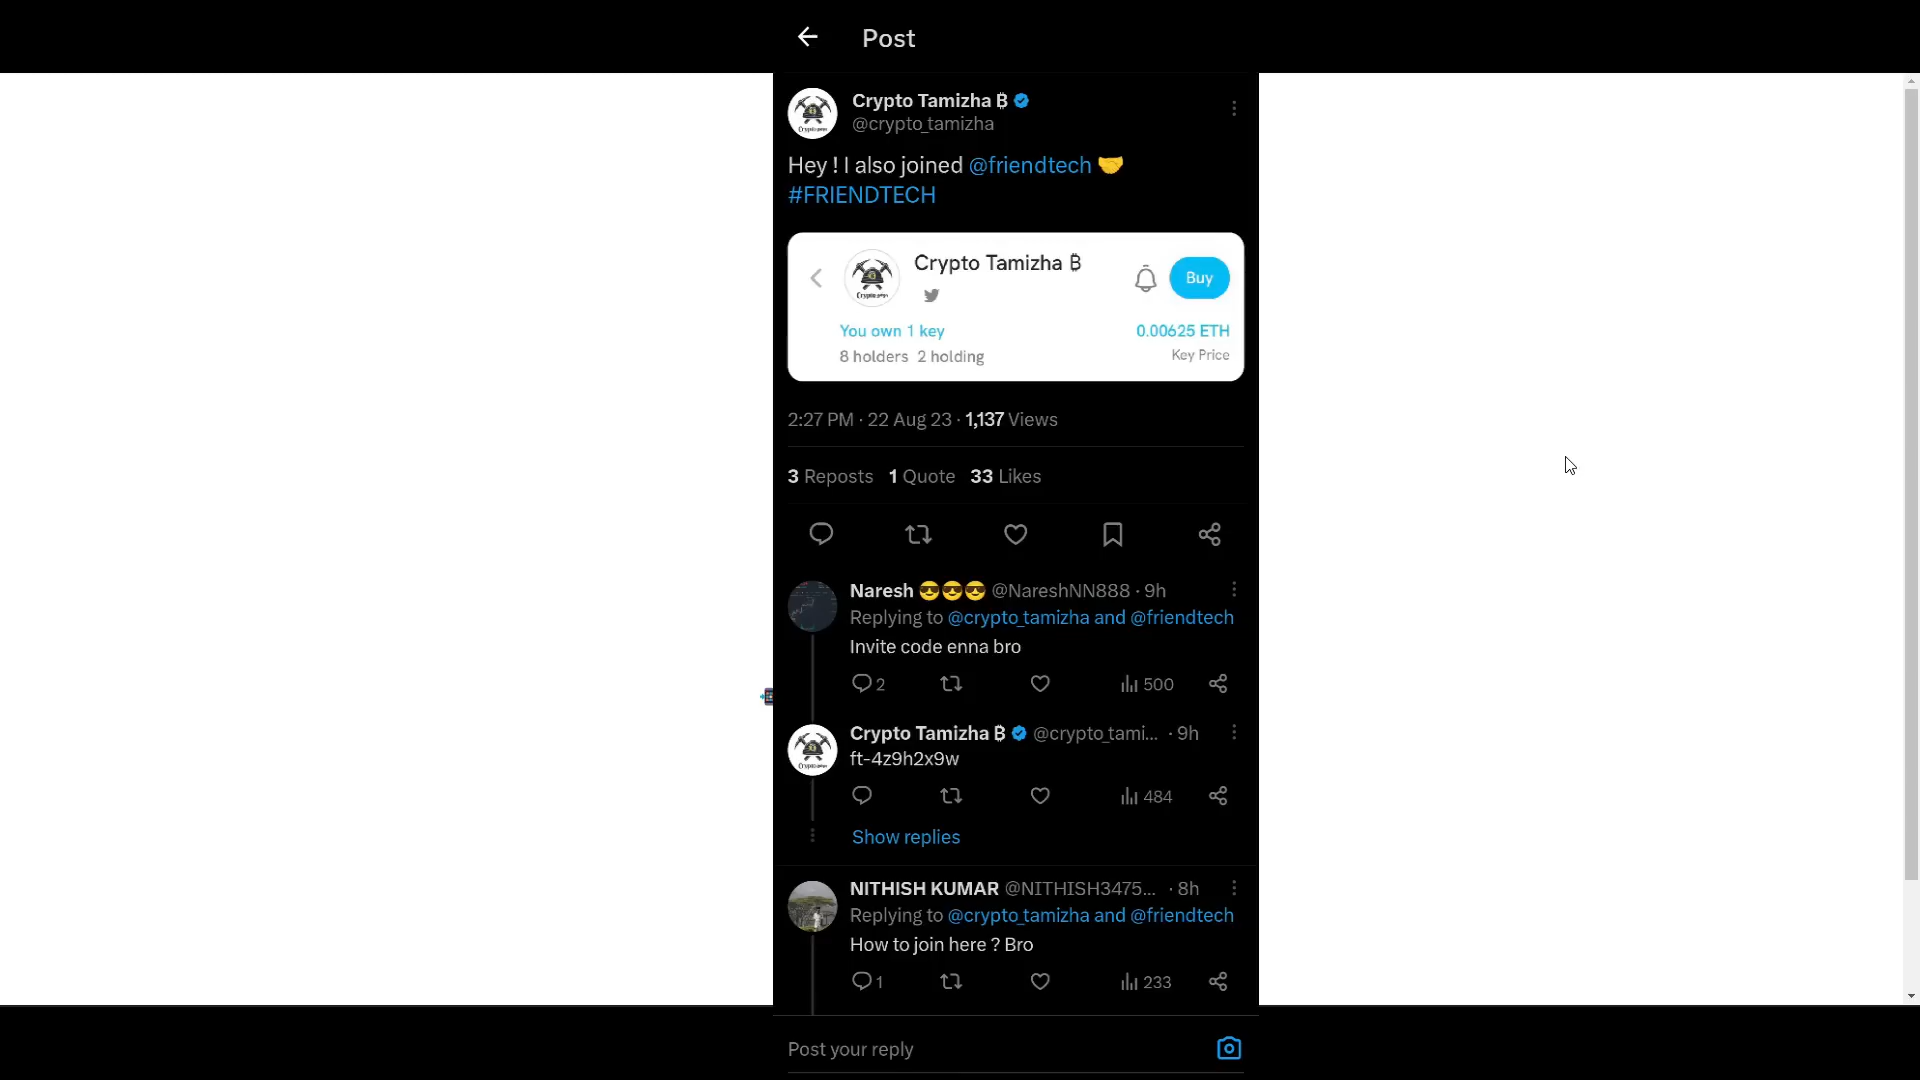 Post
Crypto Tamizha ₿
@crypto_tamizha
Hey ! I also joined @friendtech 🤝
#FRIENDTECH
Crypto Tamizha ₿
Buy
You own 1 key
0.00625 ETH
8 holders 2 holding
Key Price
2:27 PM · 22 Aug 23 · 1,137 Views
3 Reposts 1 Quote 33 Likes
Naresh 😎😎😎 @NareshNN888 · 9h
Replying to @crypto_tamizha and @friendtech
Invite code enna bro
2 500
Crypto Tamizha ₿ @crypto_tami... · 9h
ft-4z9h2x9w
484
Show replies
NITHISH KUMAR @NITHISH3475... · 8h
Replying to @crypto_tamizha and @friendtech
How to join here ? Bro
1 233
Post your reply